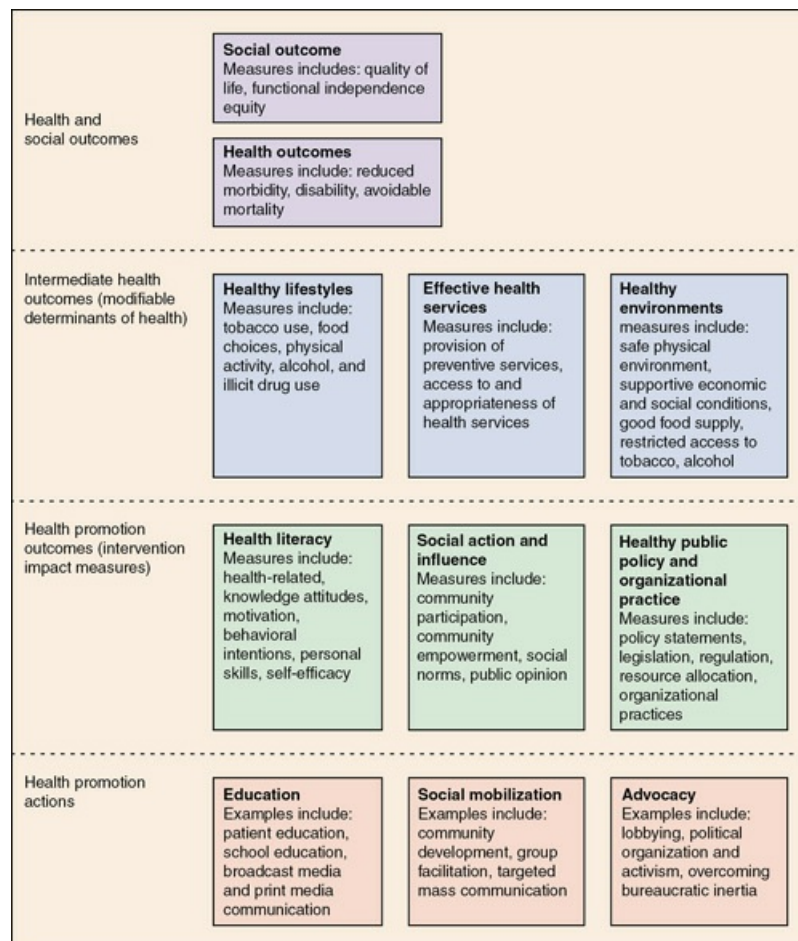 Health and
social outcomes
Social outcome
Measures includes: quality of
life, functional independence
equity
Health outcomes
Measures include: reduced
morbidity, disability, avoidable
mortality
Intermediate health
outcomes (modifiable
determinants of health)
Healthy lifestyles
Measures include:
tobacco use, food
choices, physical
activity, alcohol, and
illicit drug use
Effective health
services
Measures include:
provision of
preventive services,
access to and
appropriateness of
health services
Healthy
environments
measures include:
safe physical
environment,
supportive economic
and social conditions,
good food supply,
restricted access to
tobacco, alcohol
Health promotion
outcomes (intervention
impact measures)
Health literacy
Measures include:
health-related,
knowledge attitudes,
motivation,
behavioral
intentions, personal
skills, self-efficacy
Social action and
influence
Measures include:
community
participation,
community
empowerment, social
norms, public opinion
Healthy public
policy and
organizational
practice
Measures include:
policy statements,
legislation, regulation,
resource allocation,
organizational
practices
Health promotion
actions
Education
Examples include:
patient education,
school education,
broadcast media
and print media
communication
Social mobilization
Examples include:
community
development, group
facilitation, targeted
mass communication
Advocacy
Examples include:
lobbying, political
organization and
activism, overcoming
bureaucratic inertia